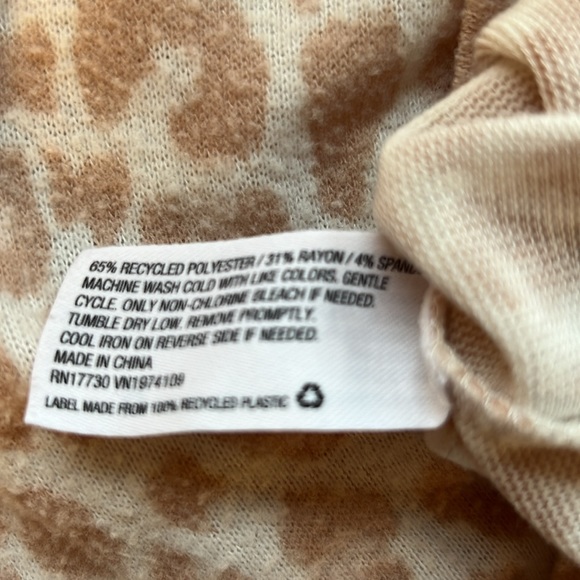 65% RECYCLED POLYESTER / 31% RAYON / 4% SPAND
MACHINE WASH COLD WITH LIKE COLORS, GENTLE
CYCLE. ONLY NON-CHLORINE BLEACH IF NEEDED.
TUMBLE DRY LOW. REMOVE PROMPTLY.
COOL IRON ON REVERSE SIDE IF NEEDED.
MADE IN CHINA
RN17730 VN1974109
LABEL MADE FROM 100% RECYCLED PLASTIC